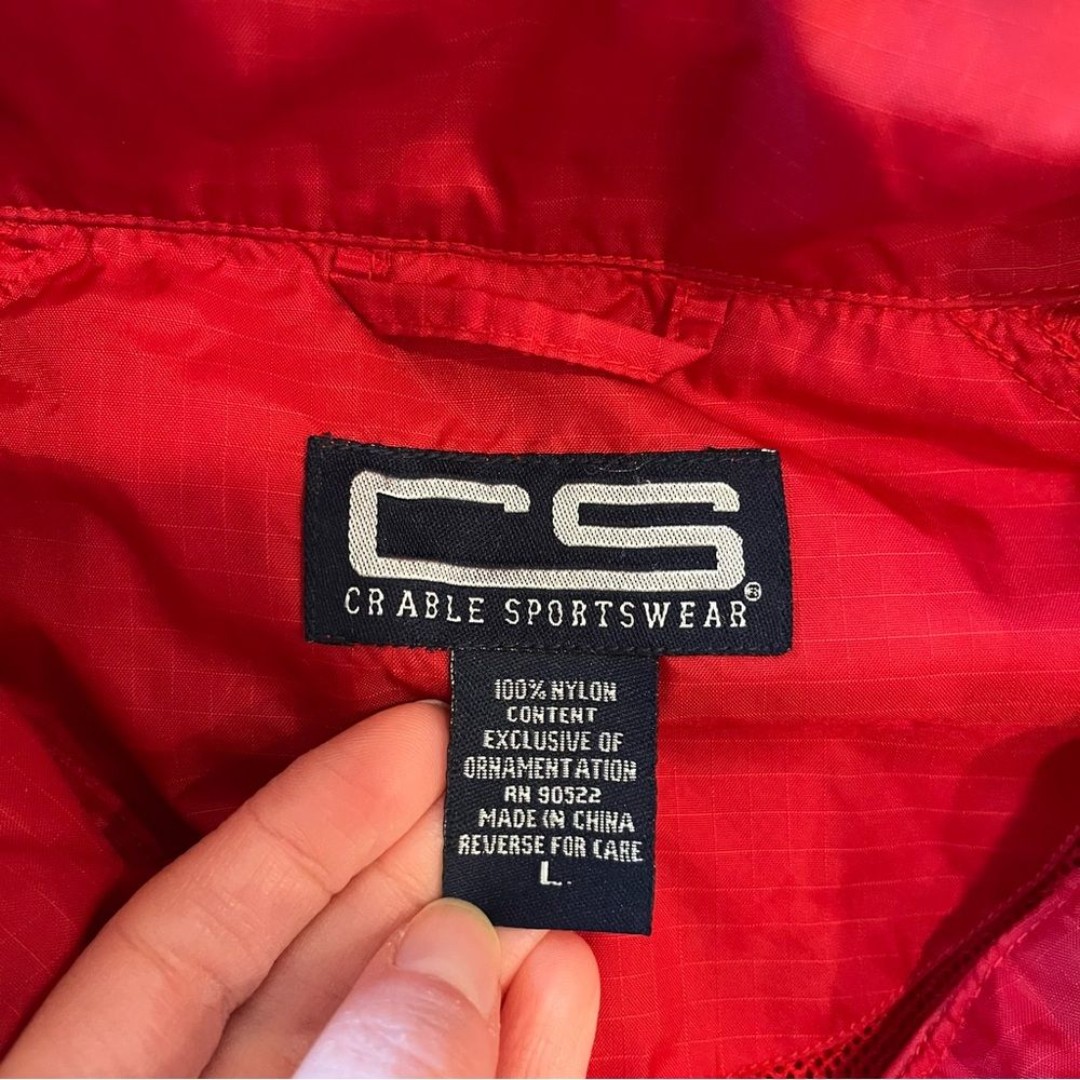 CS
CRABLE SPORTSWEAR®
100% NYLON
CONTENT
EXCLUSIVE OF
ORNAMENTATION
RN 90522
MADE IN CHINA
REVERSE FOR CARE
L